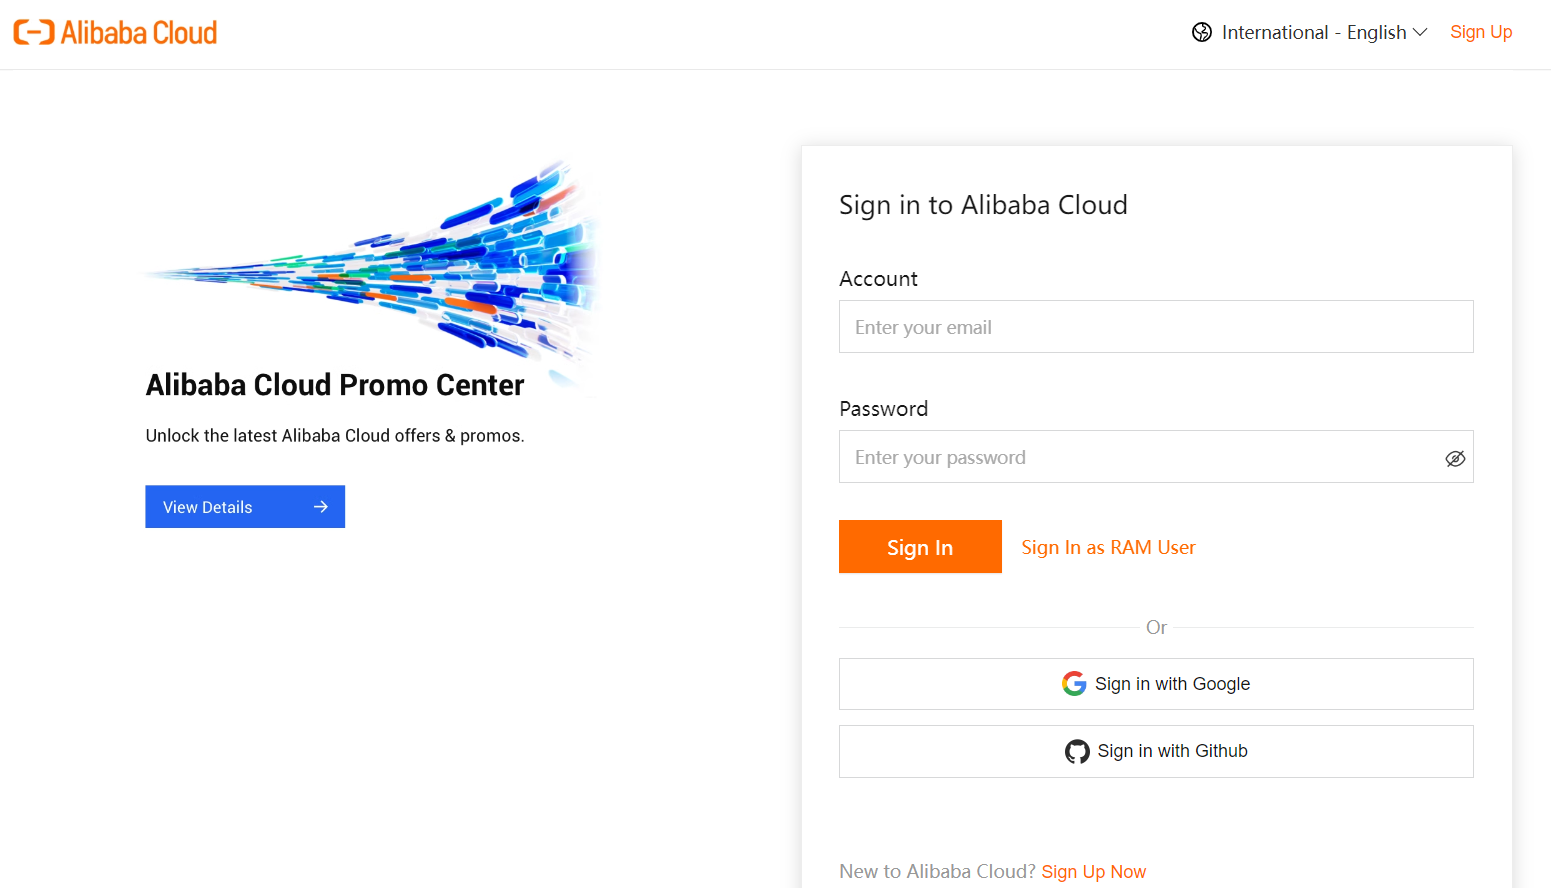 Alibaba Cloud
International - English
Sign Up
Alibaba Cloud Promo Center
Unlock the latest Alibaba Cloud offers & promos.
View Details
Sign in to Alibaba Cloud
Account
Enter your email
Password
Enter your password
Sign In
Sign In as RAM User
Or
Sign in with Google
Sign in with Github
New to Alibaba Cloud? Sign Up Now